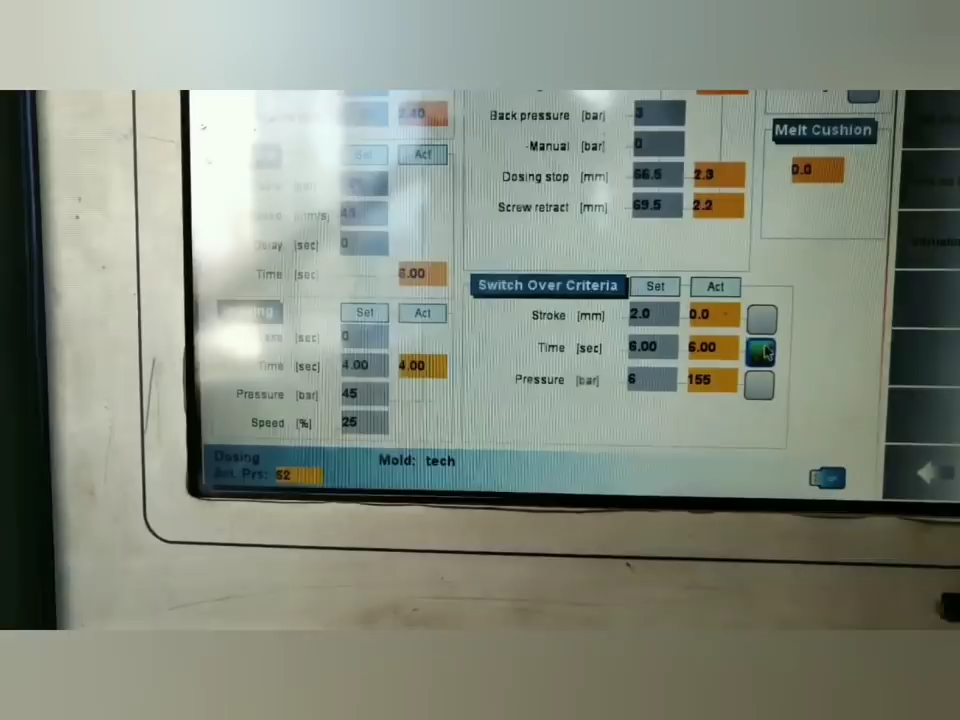 2.40
Back pressure [bar] 3
Manual [bar] 0
Dosing stop [mm] 66.5 2.3
Screw retract [mm] 69.5 2.2
Melt Cushion
0.0
Set Act
Delay [sec] 0
Time [sec] 6.00
Switch Over Criteria Set Act
Stroke [mm] 2.0 0.0
Time [sec] 6.00 6.00
Pressure [bar] 6 155
Set Act
[sec] 0
Time [sec] 4.00 4.00
Pressure [bar] 45
Speed [%] 25
Dosing
Act. Prs: 52
Mold: tech